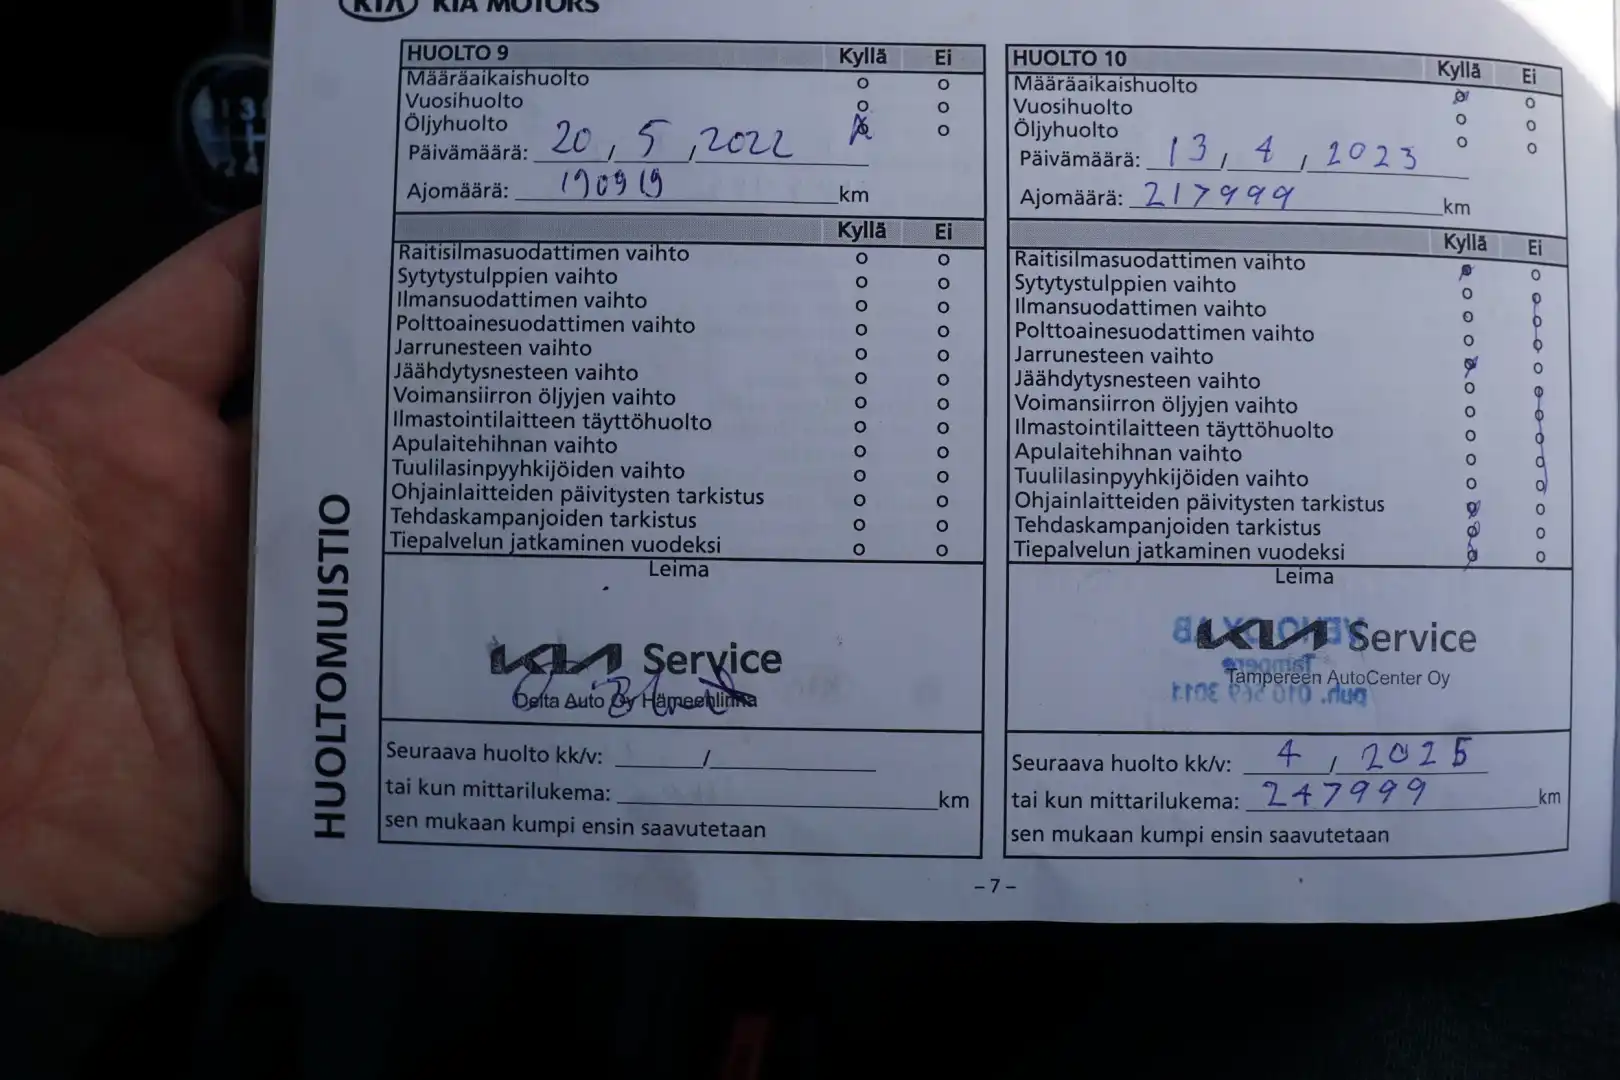 KIA KIA MOTORS
HUOLTO 9 Kyllä Ei
Määräaikaishuolto o o
Vuosihuolto o o
Öljyhuolto o o
Päivämäärä: 20 / 5 / 2022
Ajomäärä: 190919 km
Kyllä Ei
Raitisilmasuodattimen vaihto o o
Sytytystulppien vaihto o o
Ilmansuodattimen vaihto o o
Polttoainesuodattimen vaihto o o
Jarrunesteen vaihto o o
Jäähdytysnesteen vaihto o o
Voimansiirron öljyjen vaihto o o
Ilmastointilaitteen täyttöhuolto o o
Apulaitehihnan vaihto o o
Tuulilasinpyyhkijöiden vaihto o o
Ohjainlaitteiden päivitysten tarkistus o o
Tehdaskampanjoiden tarkistus o o
Tiepalvelun jatkaminen vuodeksi o o
Leima
KIA Service
Delta Auto Oy Hämeenlinna
Seuraava huolto kk/v: /
tai kun mittarilukema: km
sen mukaan kumpi ensin saavutetaan
HUOLTO 10 Kyllä Ei
Määräaikaishuolto o o
Vuosihuolto o o
Öljyhuolto o o
Päivämäärä: 13 / 4 / 2023
Ajomäärä: 217999 km
Kyllä Ei
Raitisilmasuodattimen vaihto o o
Sytytystulppien vaihto o o
Ilmansuodattimen vaihto o o
Polttoainesuodattimen vaihto o o
Jarrunesteen vaihto o o
Jäähdytysnesteen vaihto o o
Voimansiirron öljyjen vaihto o o
Ilmastointilaitteen täyttöhuolto o o
Apulaitehihnan vaihto o o
Tuulilasinpyyhkijöiden vaihto o o
Ohjainlaitteiden päivitysten tarkistus o o
Tehdaskampanjoiden tarkistus o o
Tiepalvelun jatkaminen vuodeksi o o
Leima
KIA Service
Tampereen AutoCenter Oy
Seuraava huolto kk/v: 4 / 2025
tai kun mittarilukema: 247999 km
sen mukaan kumpi ensin saavutetaan
HUOLTOMUISTIO
– 7 –